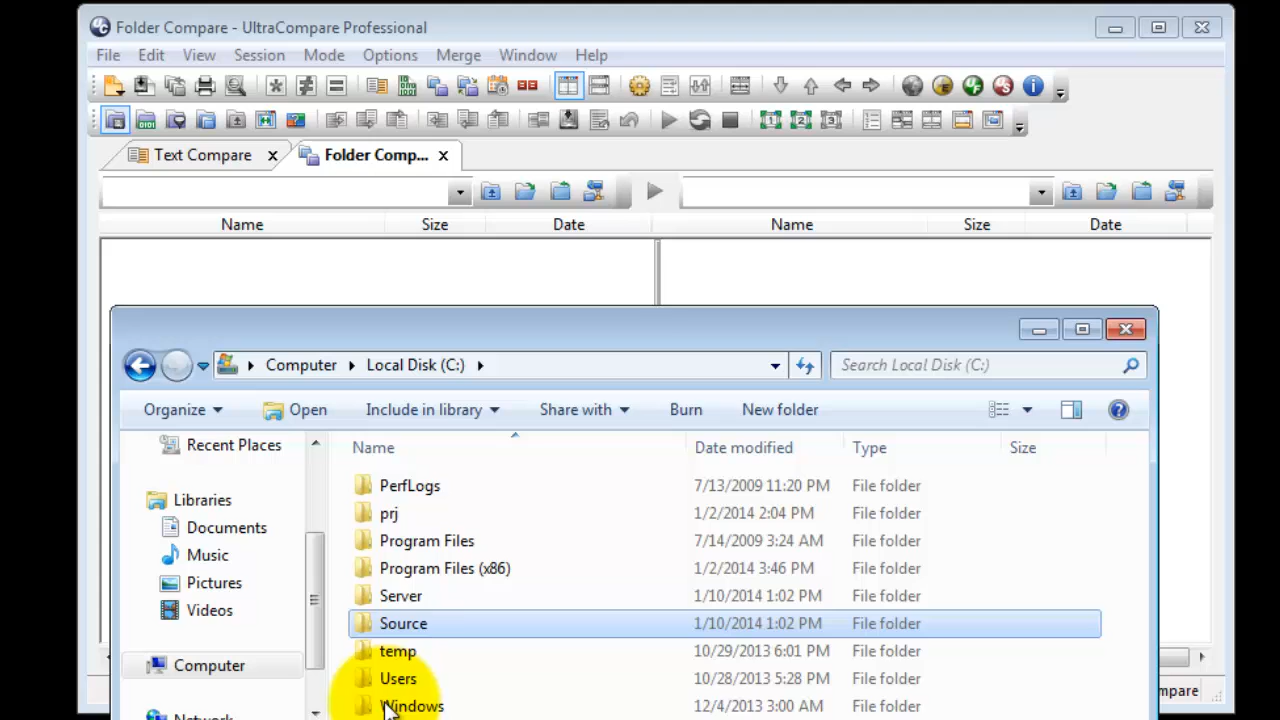 Folder Compare - UltraCompare Professional
File Edit View Session Mode Options Merge Window Help
Text Compare x Folder Comp... x
Name Size Date Name Size Date
Computer Local Disk (C:) Search Local Disk (C:)
Organize Open Include in library Share with Burn New folder
Recent Places
Libraries
Documents
Music
Pictures
Videos
Computer
Network
Name Date modified Type Size
PerfLogs 7/13/2009 11:20 PM File folder
prj 1/2/2014 2:04 PM File folder
Program Files 7/14/2009 3:24 AM File folder
Program Files (x86) 1/2/2014 3:46 PM File folder
Server 1/10/2014 1:02 PM File folder
Source 1/10/2014 1:02 PM File folder
temp 10/29/2013 6:01 PM File folder
Users 10/28/2013 5:28 PM File folder
Windows 12/4/2013 3:00 AM File folder
mpare